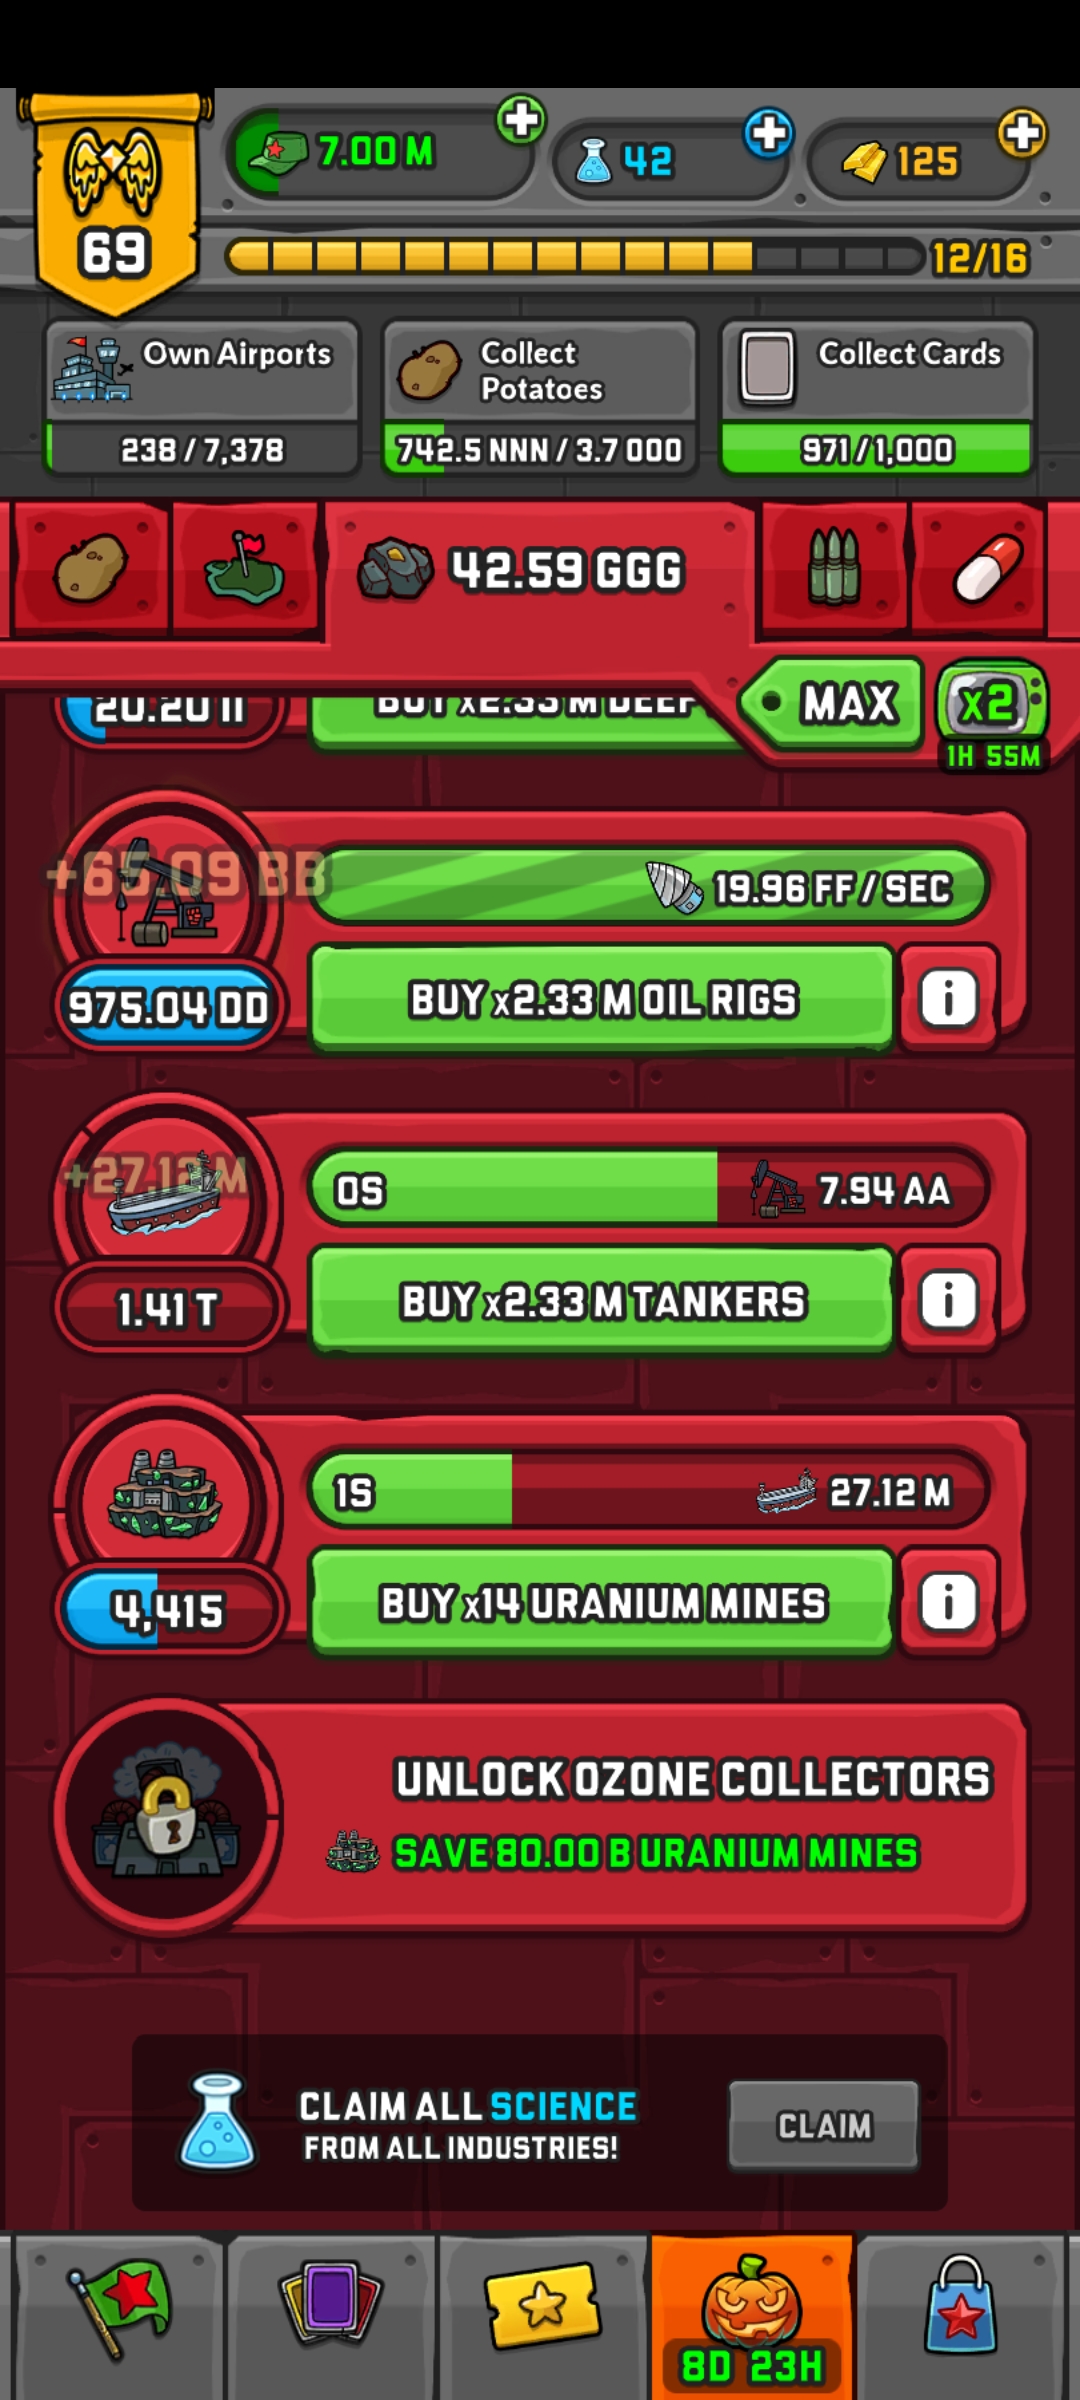 69
7.00 M
42
125
12/16
Own Airports
238 / 7,378
Collect
Potatoes
742.5 NNN / 3.7 OOO
Collect Cards
971 / 1,000
42.59 GGG
MAX
x2
1H 55M
20.20 II
BUY x2.33 M DEEP
+65.09 BB
19.96 FF / SEC
975.04 DD
BUY x2.33 M OIL RIGS
i
+27.12 M
0S
7.94 AA
1.41 T
BUY x2.33 M TANKERS
i
1S
27.12 M
4,415
BUY x14 URANIUM MINES
i
UNLOCK OZONE COLLECTORS
SAVE 80.00 B URANIUM MINES
CLAIM ALL SCIENCE
FROM ALL INDUSTRIES!
CLAIM
8D 23H